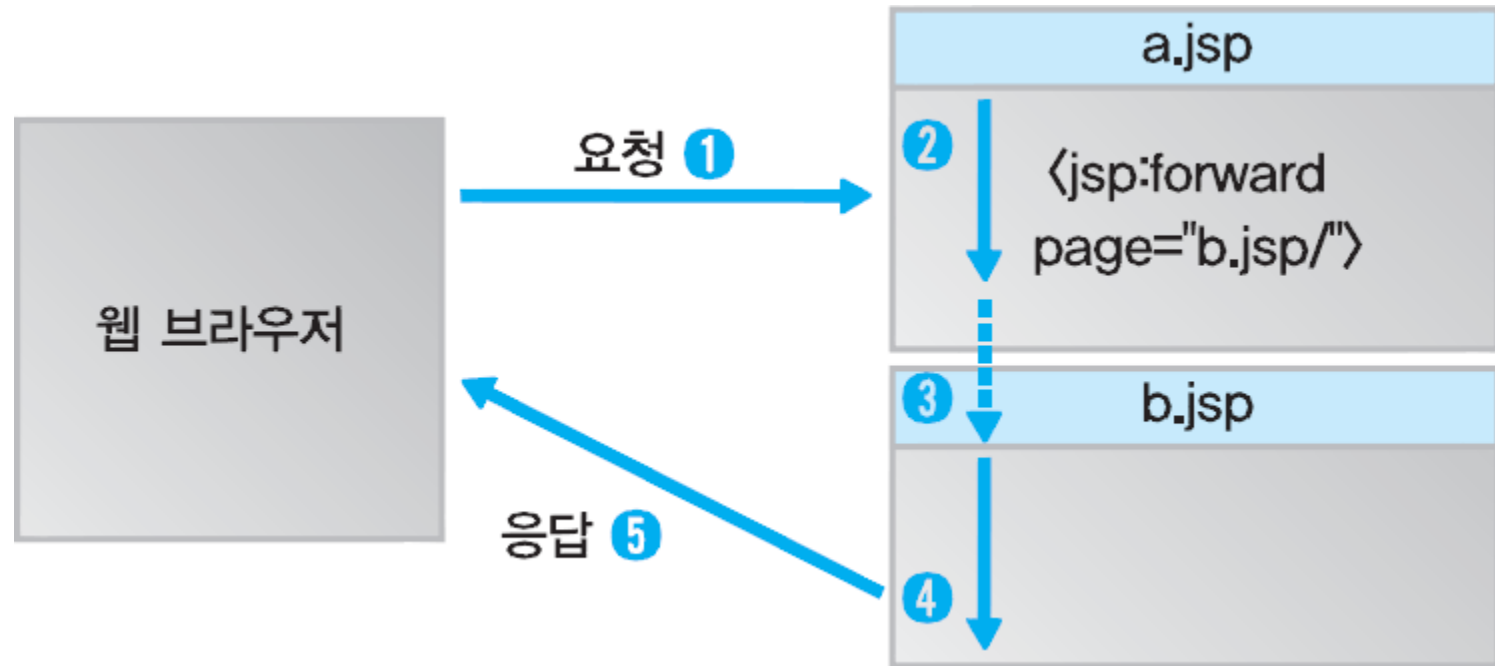 a.jsp
요청 1
2
〈jsp:forward
page="b.jsp/"〉
웹 브라우저
3
b.jsp
응답 5
4